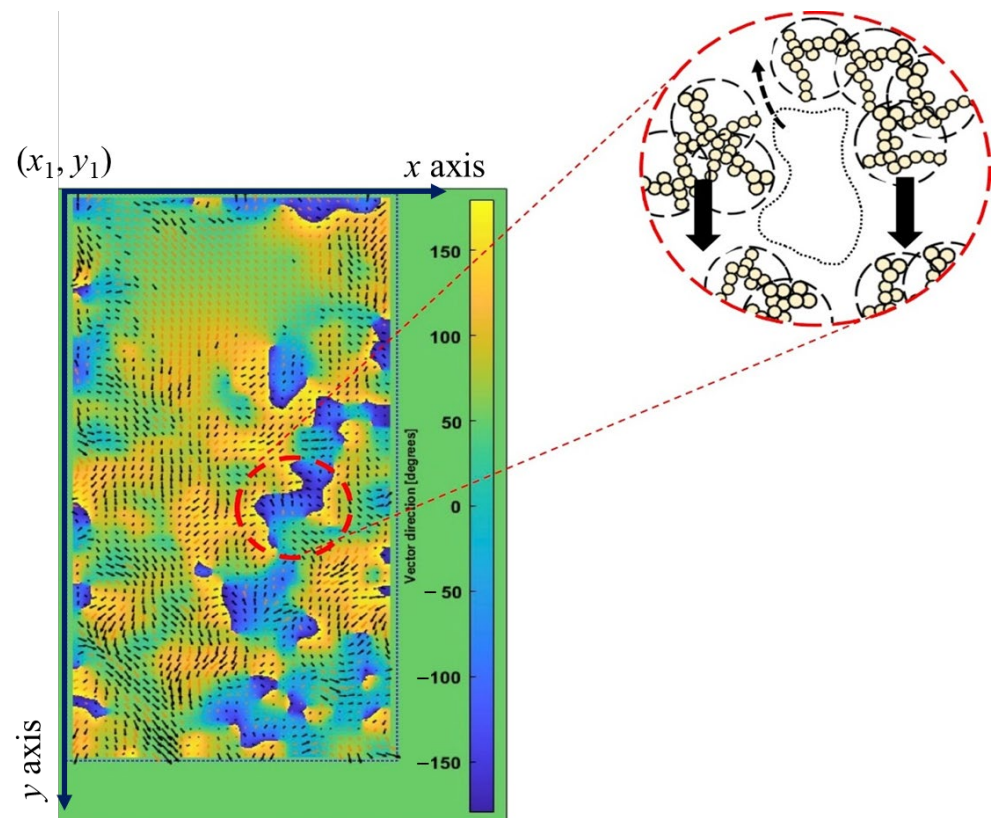 (x₁, y₁)
x axis
150
100
50
0
−50
−100
−150
Vector direction [degrees]
y axis